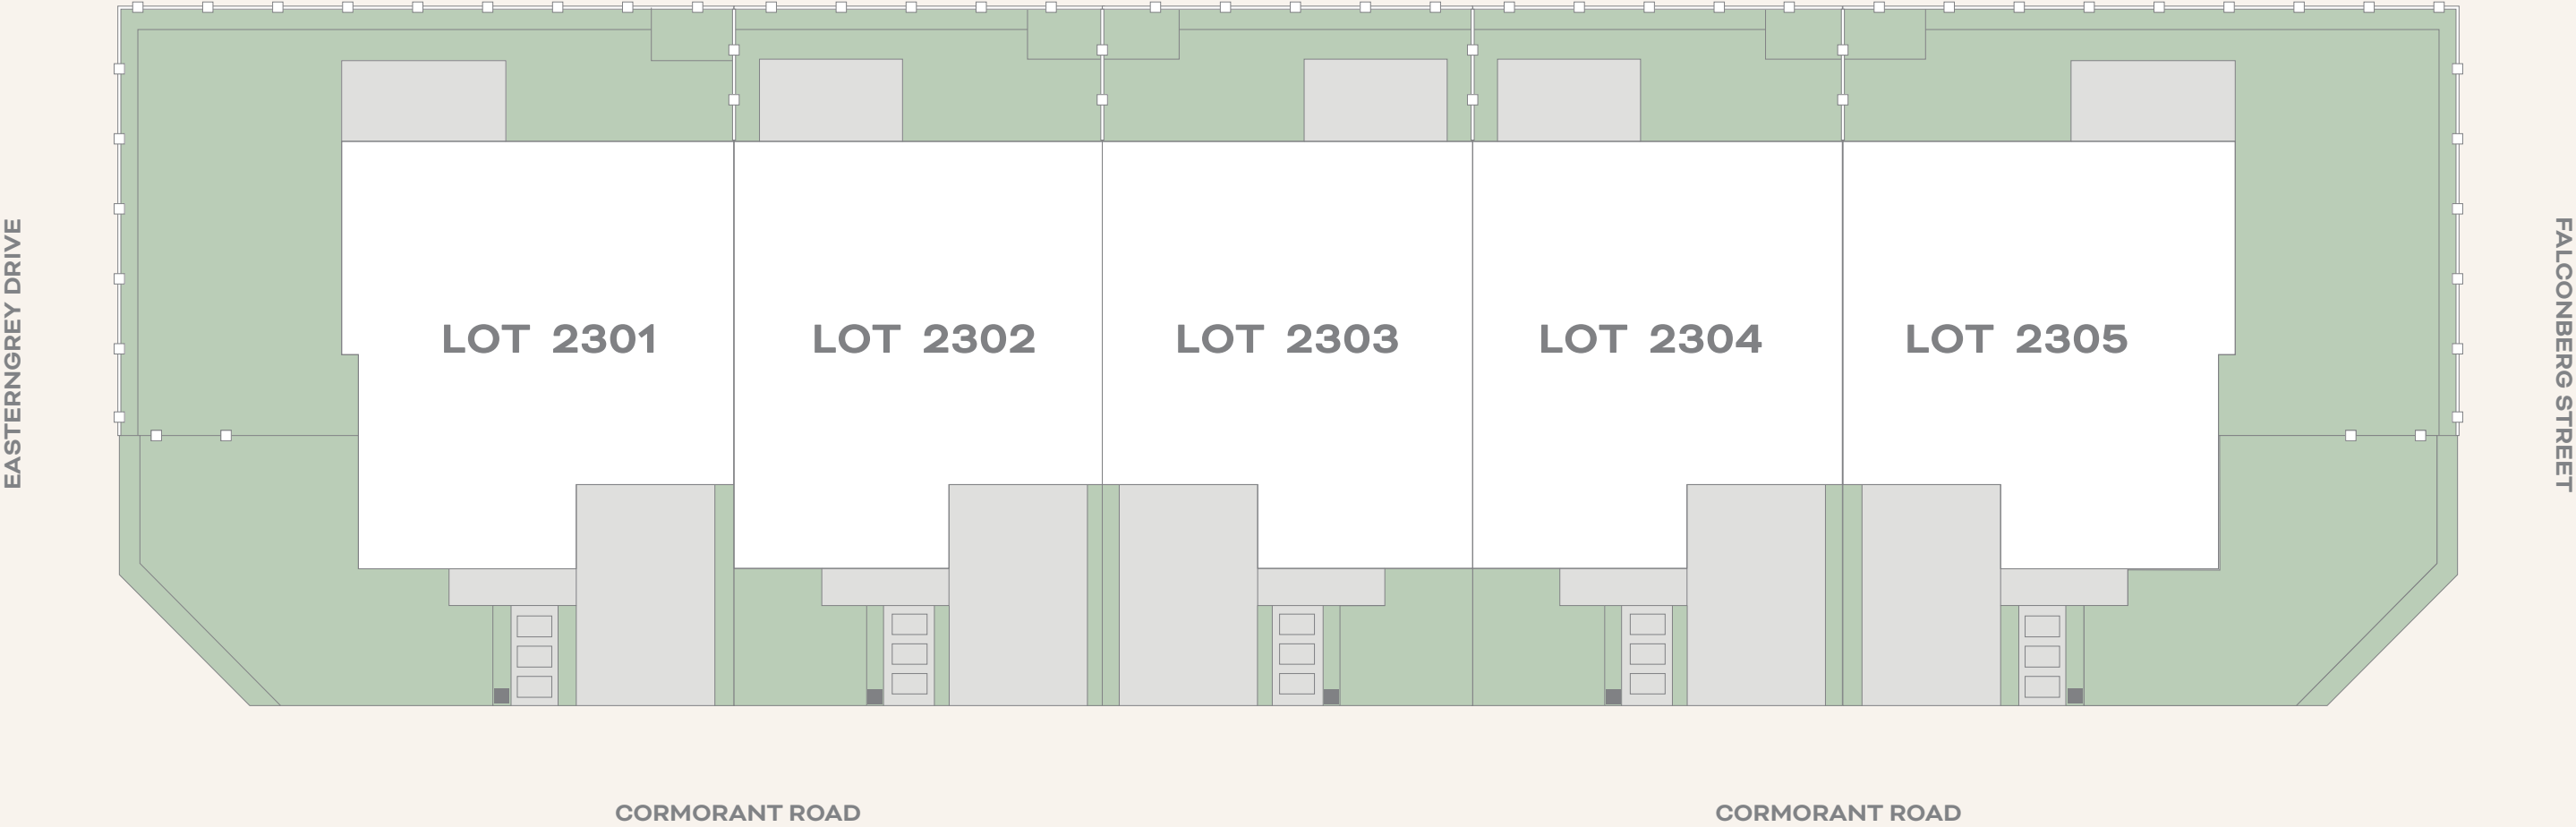 EASTERNGREY DRIVE
LOT 2301
LOT 2302
LOT 2303
LOT 2304
LOT 2305
FALCONBERG STREET
CORMORANT ROAD
CORMORANT ROAD